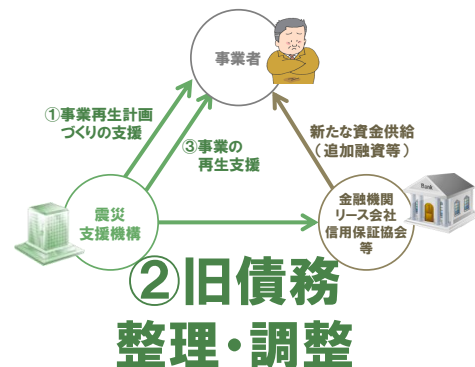 事業者
①事業再生計画
づくりの支援
③事業の
再生支援
新たな資金供給
（追加融資等）
震災
支援機構
金融機関
リース会社
信用保証協会
等
Bank
②旧債務
整理・調整